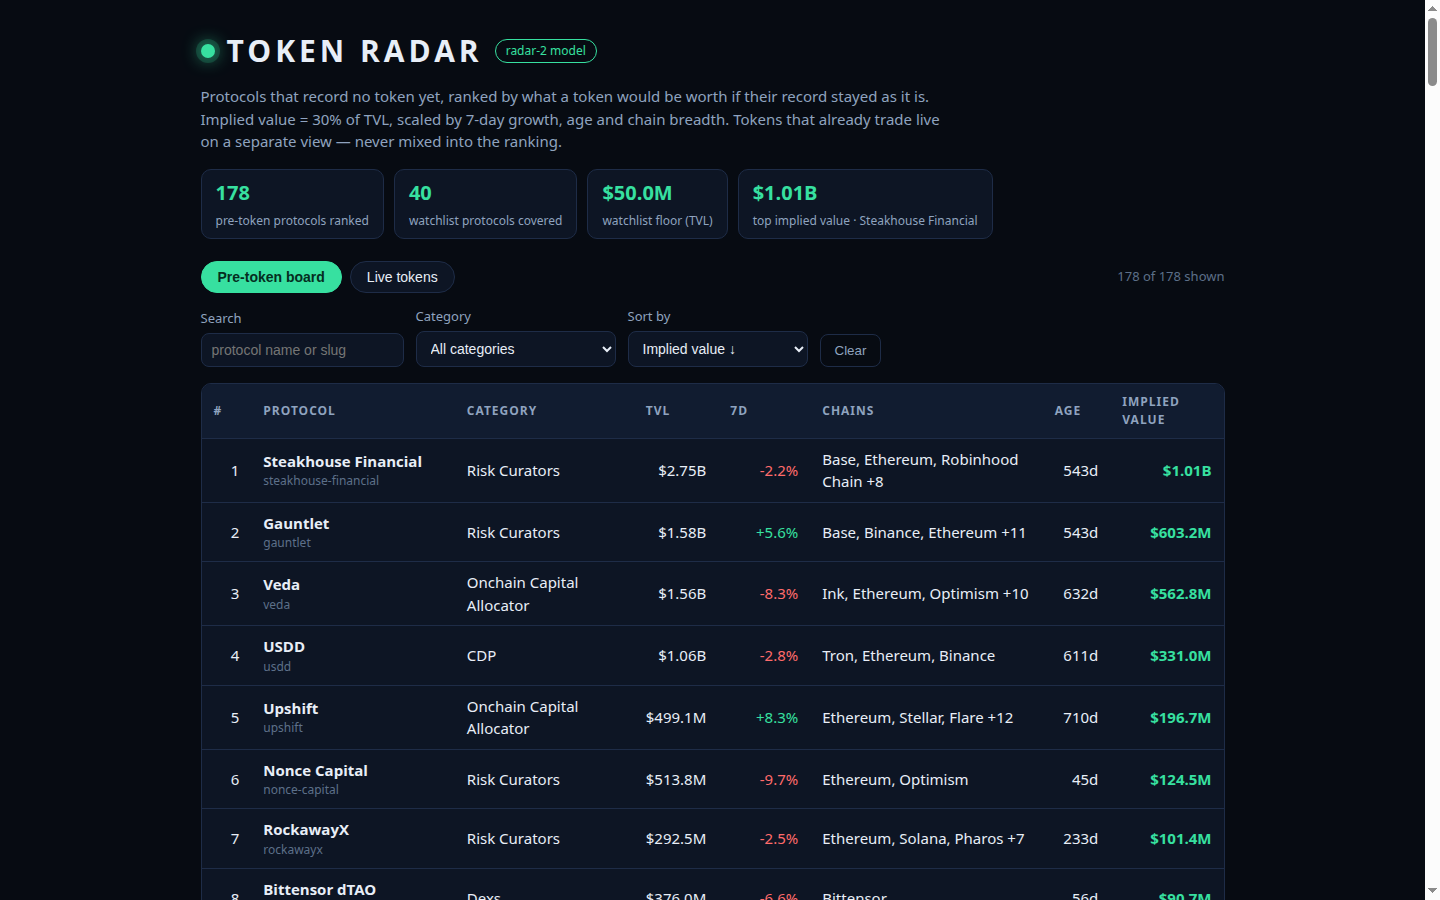 TOKEN RADAR radar-2 model
Protocols that record no token yet, ranked by what a token would be worth if their record stayed as it is.
Implied value = 30% of TVL, scaled by 7-day growth, age and chain breadth. Tokens that already trade live
on a separate view — never mixed into the ranking.
178 40 $50.0M $1.01B
pre-token protocols ranked watchlist protocols covered watchlist floor (TVL) top implied value · Steakhouse Financial
Pre-token board Live tokens 178 of 178 shown
Search Category Sort by
protocol name or slug All categories Implied value ↓ Clear
# PROTOCOL CATEGORY TVL 7D CHAINS AGE IMPLIED VALUE
1 Steakhouse Financial Risk Curators $2.75B -2.2% Base, Ethereum, Robinhood Chain +8 543d $1.01B
steakhouse-financial
2 Gauntlet Risk Curators $1.58B +5.6% Base, Binance, Ethereum +11 543d $603.2M
gauntlet
3 Veda Onchain Capital Allocator $1.56B -8.3% Ink, Ethereum, Optimism +10 632d $562.8M
veda
4 USDD CDP $1.06B -2.8% Tron, Ethereum, Binance 611d $331.0M
usdd
5 Upshift Onchain Capital Allocator $499.1M +8.3% Ethereum, Stellar, Flare +12 710d $196.7M
upshift
6 Nonce Capital Risk Curators $513.8M -9.7% Ethereum, Optimism 45d $124.5M
nonce-capital
7 RockawayX Risk Curators $292.5M -2.5% Ethereum, Solana, Pharos +7 233d $101.4M
rockawayx
8 Bittensor dTAO Dexs $376.0M -6.6% Bittensor 56d $90.7M